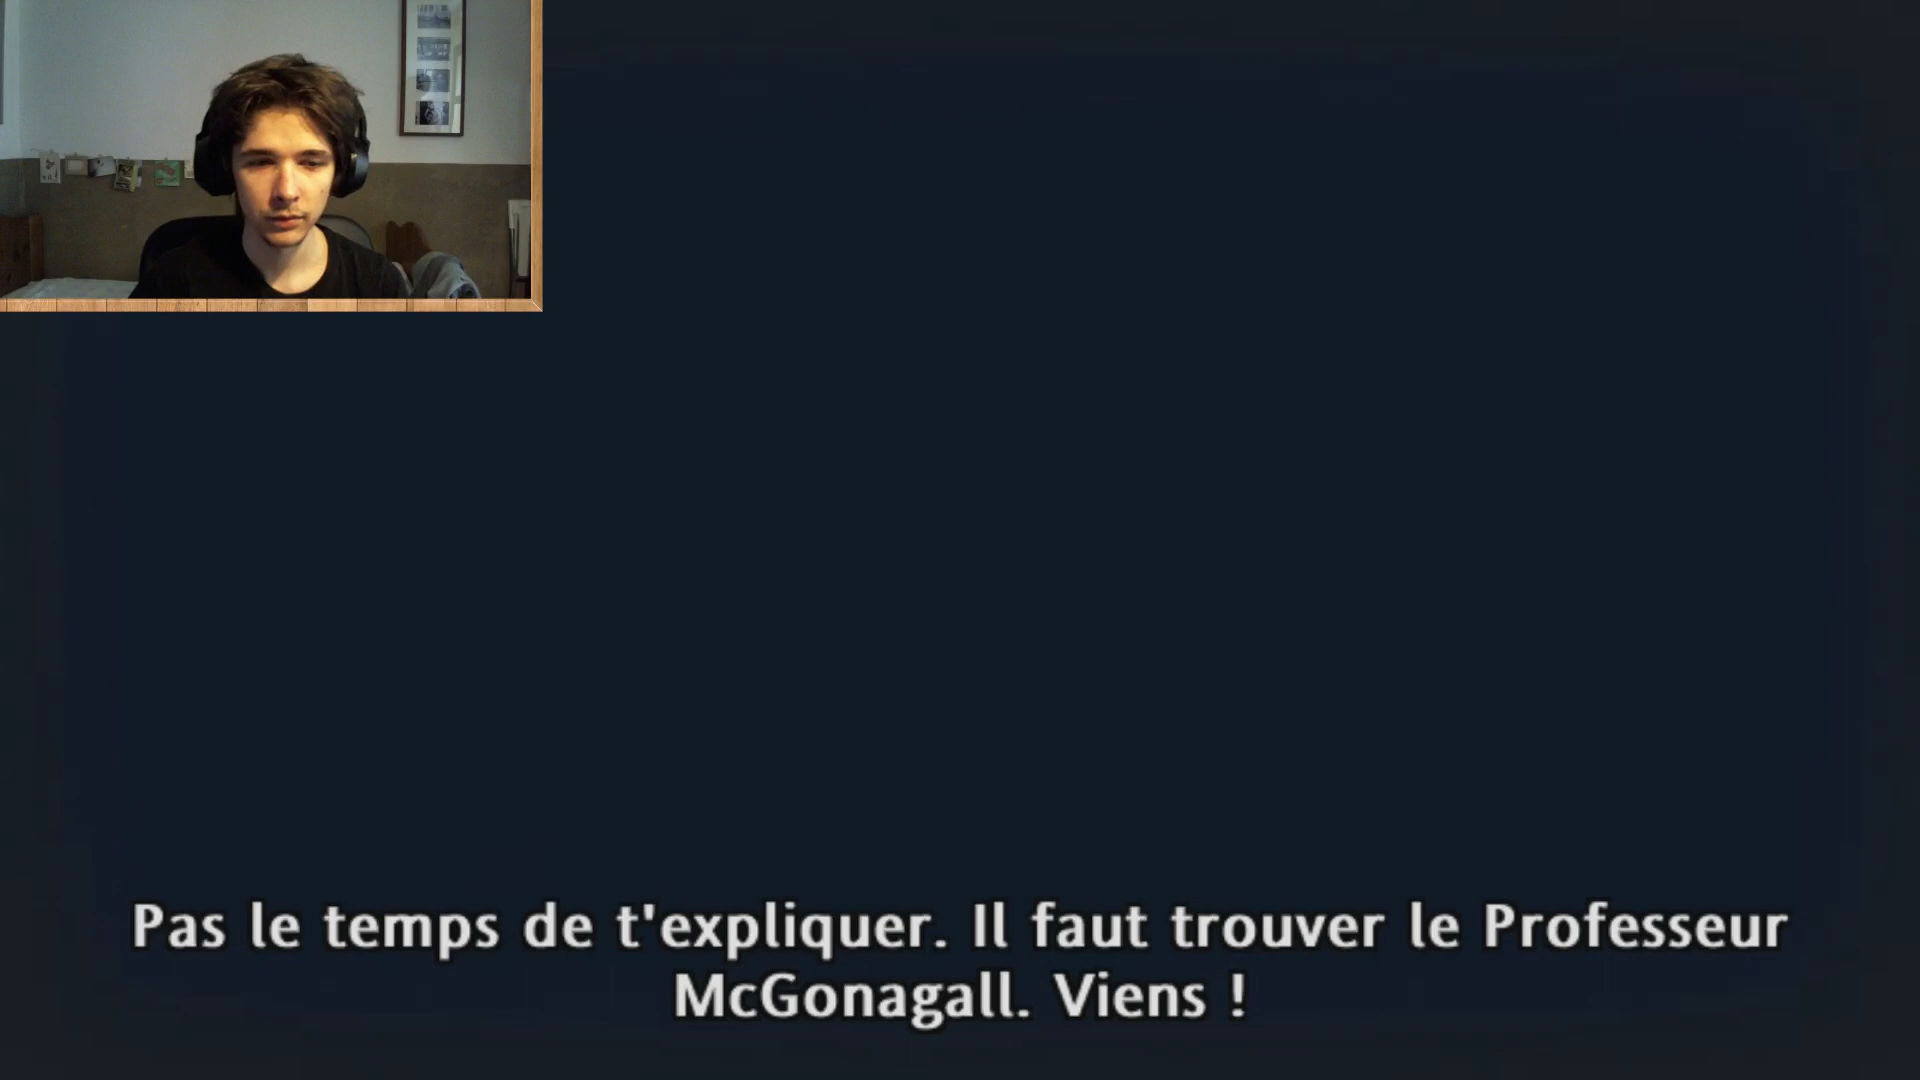 Pas le temps de t'expliquer. Il faut trouver le Professeur
McGonagall. Viens !